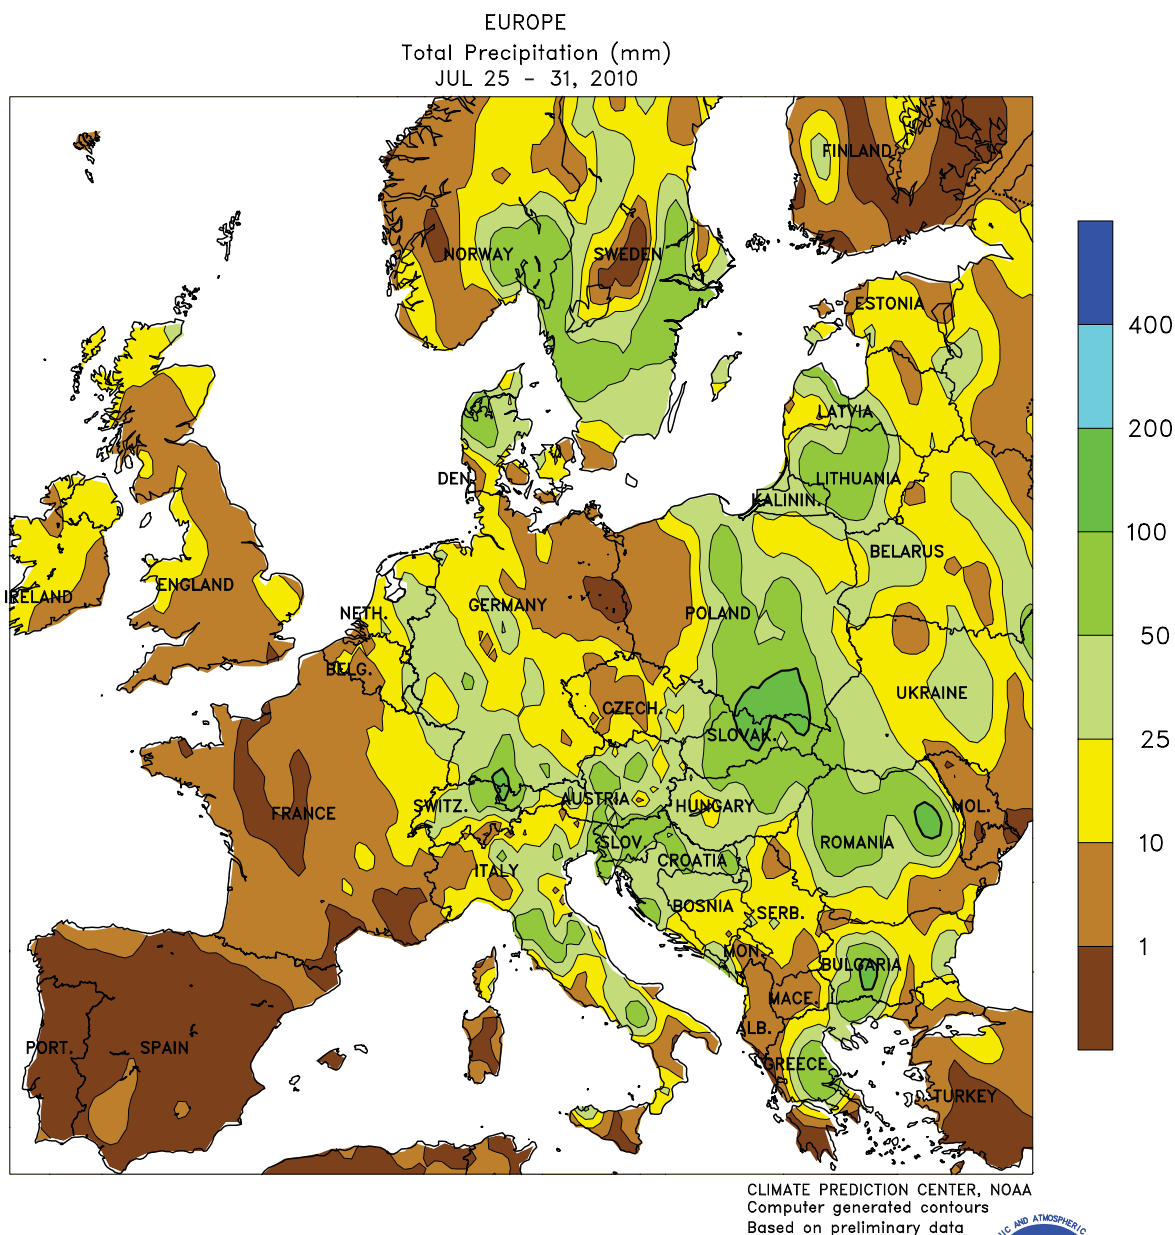 EUROPE
Total Precipitation (mm)
JUL 25 - 31, 2010
FINLAND
NORWAY
SWEDEN
ESTONIA
400
LATVIA
200
DEN.
LITHUANIA
KALININ.
100
BELARUS
IRELAND
ENGLAND
NETH.
GERMANY
POLAND
50
BELG.
CZECH.
UKRAINE
SLOVAK.
25
FRANCE
SWITZ.
AUSTRIA
HUNGARY
MOL.
SLOV.
ROMANIA
10
ITALY
CROATIA
BOSNIA
SERB.
1
MON.
BULGARIA
MACE.
ALB.
PORT.
SPAIN
GREECE
TURKEY
CLIMATE PREDICTION CENTER, NOAA
Computer generated contours
Based on preliminary data
AND ATMOSPHERIC